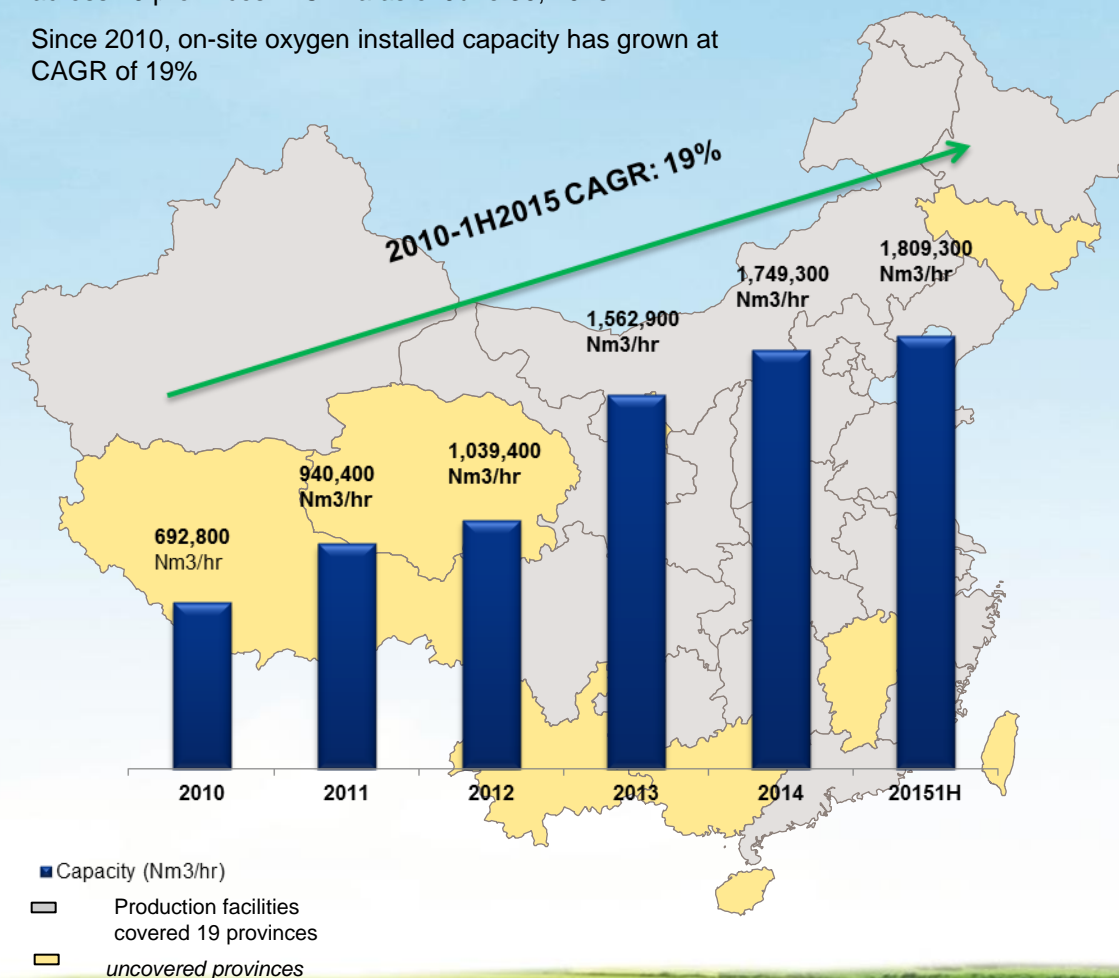 Since 2010, on-site oxygen installed capacity has grown at
CAGR of 19%
2010-1H2015 CAGR: 19%
1,809,300
Nm3/hr
1,749,300
Nm3/hr
1,562,900
Nm3/hr
1,039,400
Nm3/hr
940,400
Nm3/hr
692,800
Nm3/hr
2010 2011 2012 2013 2014 20151H
Capacity (Nm3/hr)
Production facilities
covered 19 provinces
uncovered provinces